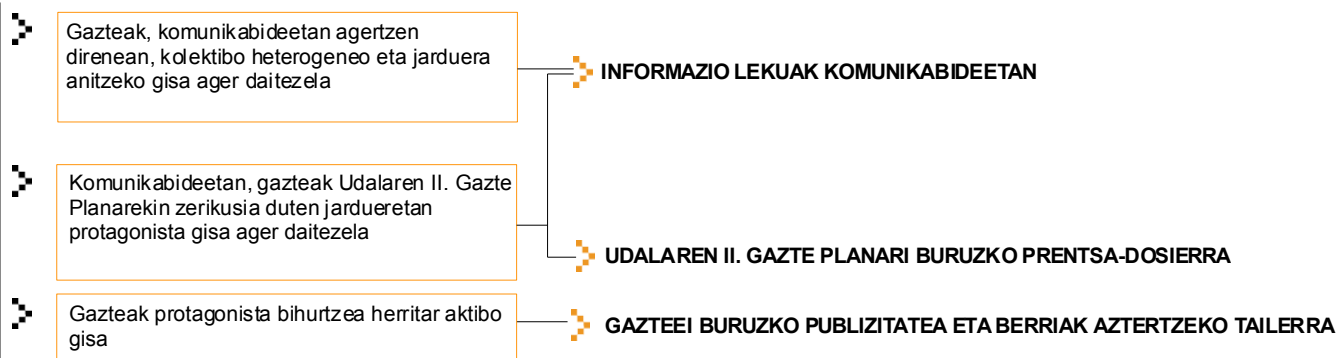 Gazteak, komunikabideetan agertzen
direnean, kolektibo heterogeneo eta jarduera
anitzeko gisa ager daitezela
INFORMAZIO LEKUAK KOMUNIKABIDEETAN
Komunikabideetan, gazteak Udalaren II. Gazte
Planarekin zerikusia duten jardueretan
protagonista gisa ager daitezela
UDALAREN II. GAZTE PLANARI BURUZKO PRENTSA-DOSIERRA
Gazteak protagonista bihurtzea herritar aktibo
gisa
GAZTEEI BURUZKO PUBLIZITATEA ETA BERRIAK AZTERTZEKO TAILERRA